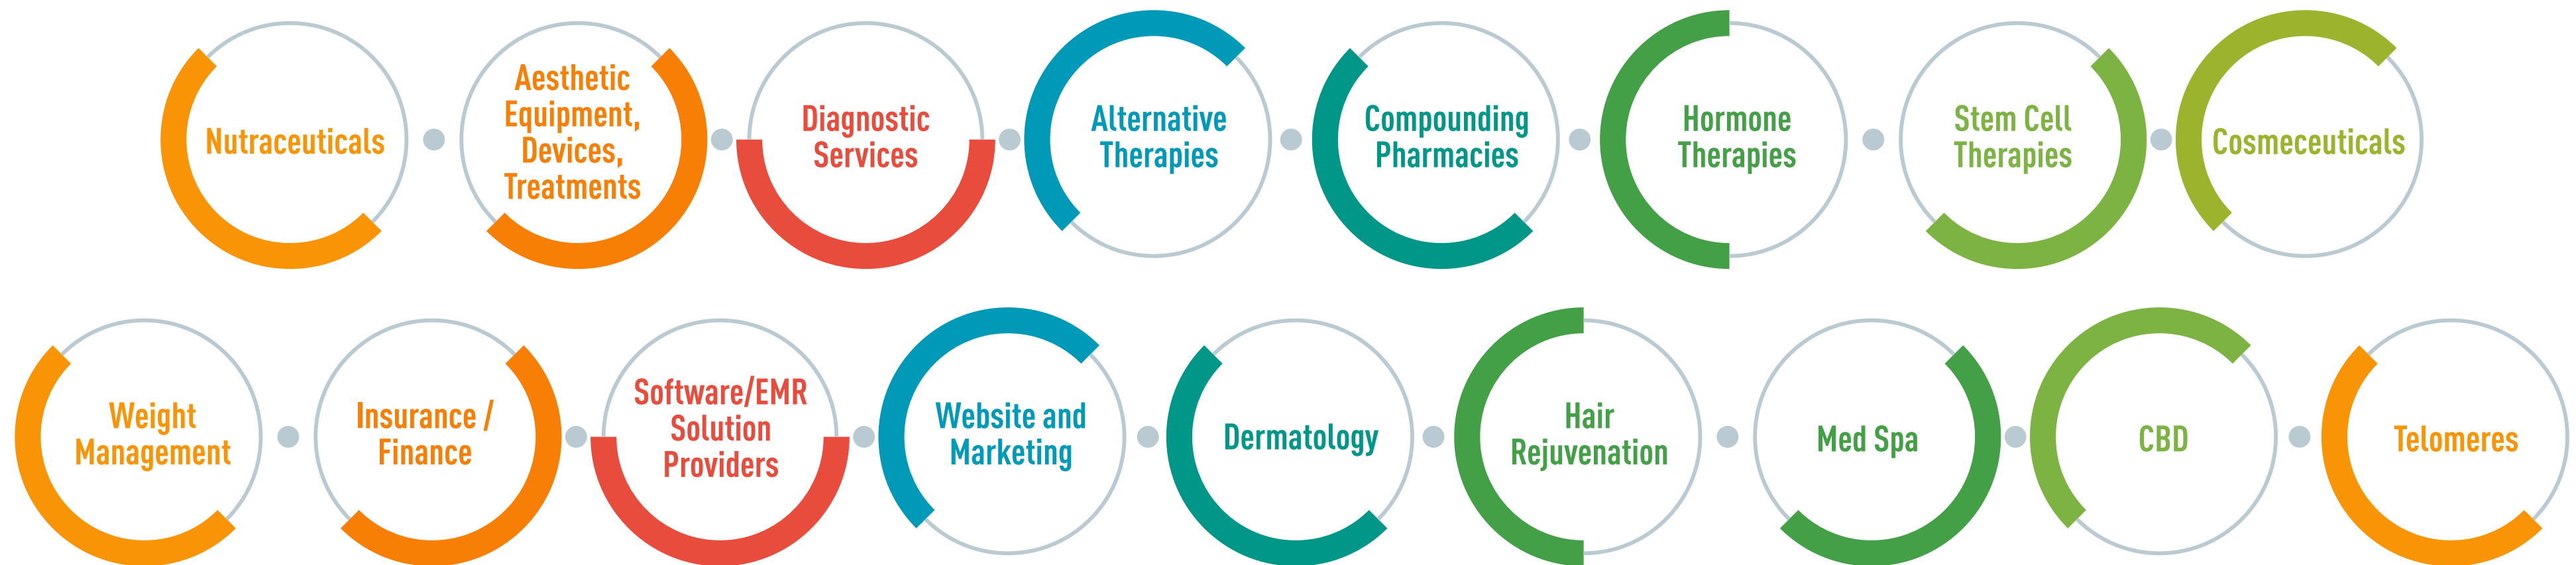 Nutraceuticals
Aesthetic
Equipment,
Devices,
Treatments
Diagnostic
Services
Alternative
Therapies
Compounding
Pharmacies
Hormone
Therapies
Stem Cell
Therapies
Cosmeceuticals
Weight
Management
Insurance /
Finance
Software/EMR
Solution
Providers
Website and
Marketing
Dermatology
Hair
Rejuvenation
Med Spa
CBD
Telomeres